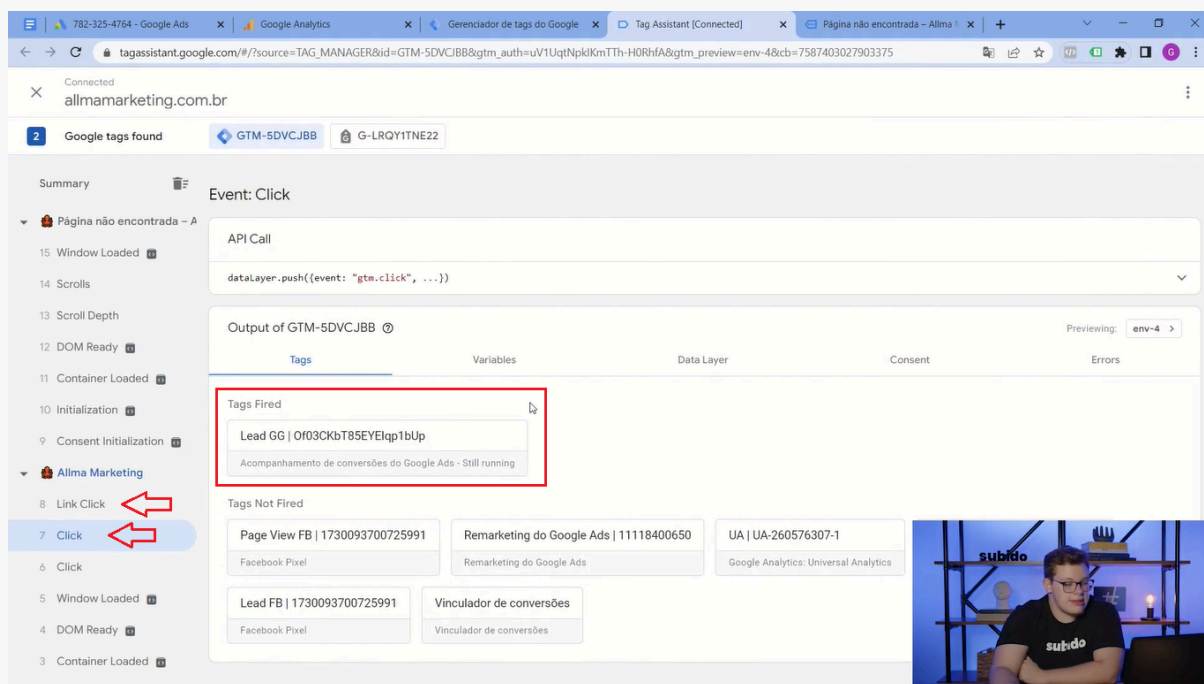 782-325-4764 - Google Ads
Google Analytics
Gerenciador de tags do Google
Tag Assistant [Connected]
Página não encontrada – Allma
tagassistant.google.com/#/?source=TAG_MANAGER&id=GTM-5DVCJBB&gtm_auth=uV1UqtNpkIKmTTh-H0RhfA&gtm_preview=env-4&cb=7587403027903375
G
Connected
allmamarketing.com.br
2 Google tags found
GTM-5DVCJBB
G-LRQY1TNE22
Summary
Página não encontrada – A
15 Window Loaded
14 Scrolls
13 Scroll Depth
12 DOM Ready
11 Container Loaded
10 Initialization
9 Consent Initialization
Allma Marketing
8 Link Click
7 Click
6 Click
5 Window Loaded
4 DOM Ready
3 Container Loaded
Event: Click
API Call
dataLayer.push({event: "gtm.click", ...})
Output of GTM-5DVCJBB
Previewing: env-4
Tags Variables Data Layer Consent Errors
Tags Fired
Lead GG | Of03CKbT85EYEIqp1bUp
Acompanhamento de conversões do Google Ads - Still running
Tags Not Fired
Page View FB | 1730093700725991
Facebook Pixel
Remarketing do Google Ads | 11118400650
Remarketing do Google Ads
UA | UA-260576307-1
Google Analytics: Universal Analytics
Lead FB | 1730093700725991
Facebook Pixel
Vinculador de conversões
Vinculador de conversões
subido
#
subido